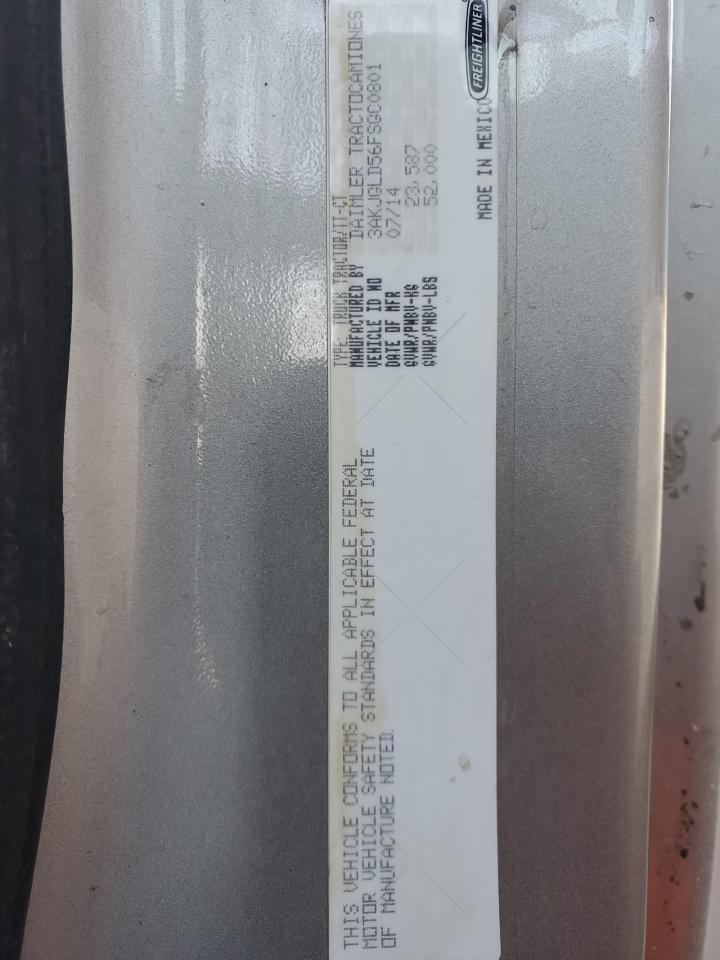 THIS VEHICLE CONFORMS TO ALL APPLICABLE FEDERAL
MOTOR VEHICLE SAFETY STANDARDS IN EFFECT AT DATE
OF MANUFACTURE NOTED.
TYPE: TRUCK TRACTOR/TT-CT
MANUFACTURED BY DAIMLER TRACTOCAMIONES
VEHICLE ID NO 3AKJGLD56FSGC0801
DATE OF MFR 07/14
GVWR/PNBV-KG 23,587
GVWR/PNBV-LBS 52,000
MADE IN MEXICO
FREIGHTLINER